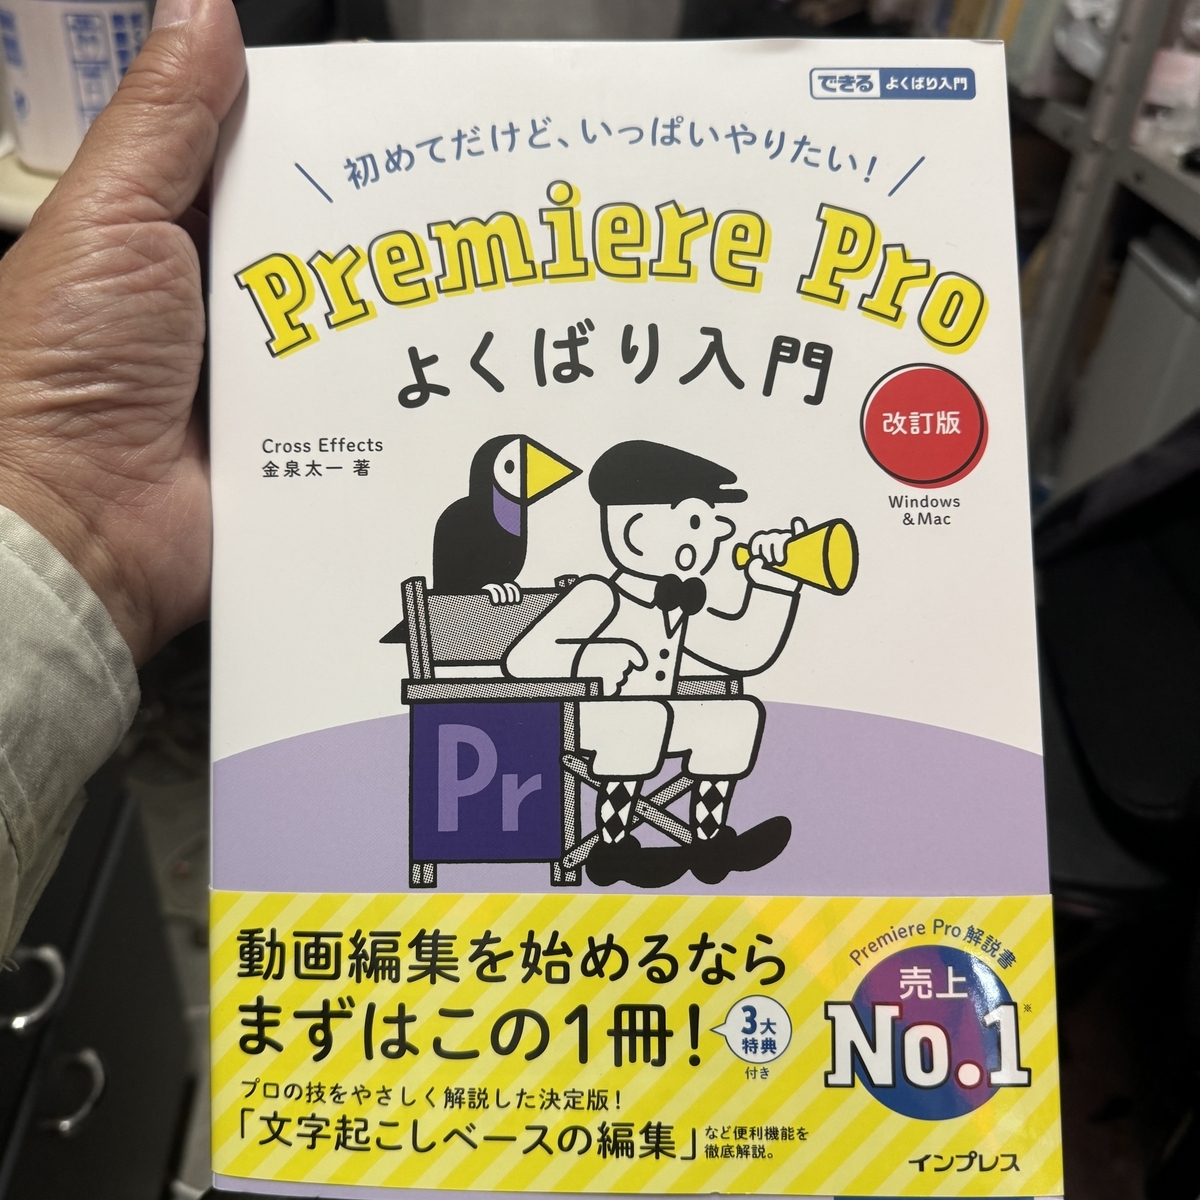 できる よくばり入門
初めてだけど、いっぱいやりたい！
Premiere Pro
よくばり入門
改訂版
Windows
&Mac
Cross Effects
金泉太一 著
Pr
動画編集を始めるなら
まずはこの1冊！
3大
特典
付き
プロの技をやさしく解説した決定版！
「文字起こしベースの編集」など便利機能を
徹底解説。
Premiere Pro 解説書
売上
No.1※
インプレス